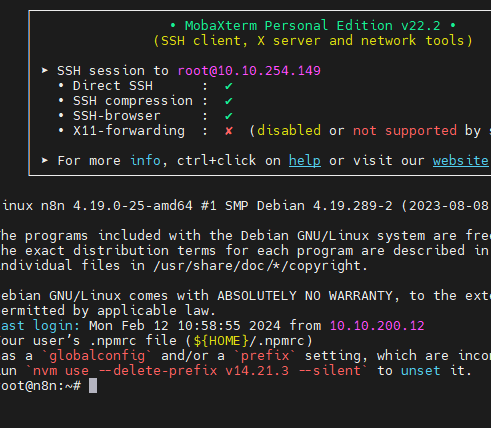 • MobaXterm Personal Edition v22.2 •
(SSH client, X server and network tools)
➤ SSH session to root@10.10.254.149
• Direct SSH : ✔
• SSH compression : ✔
• SSH-browser : ✔
• X11-forwarding : ✘ (disabled or not supported by s
➤ For more info, ctrl+click on help or visit our website
inux n8n 4.19.0-25-amd64 #1 SMP Debian 4.19.289-2 (2023-08-08
he programs included with the Debian GNU/Linux system are free
he exact distribution terms for each program are described in
ndividual files in /usr/share/doc/*/copyright.
ebian GNU/Linux comes with ABSOLUTELY NO WARRANTY, to the exte
ermitted by applicable law.
ast login: Mon Feb 12 10:58:55 2024 from 10.10.200.12
our user's .npmrc file (${HOME}/.npmrc)
as a `globalconfig` and/or a `prefix` setting, which are incom
un `nvm use --delete-prefix v14.21.3 --silent` to unset it.
oot@n8n:~#